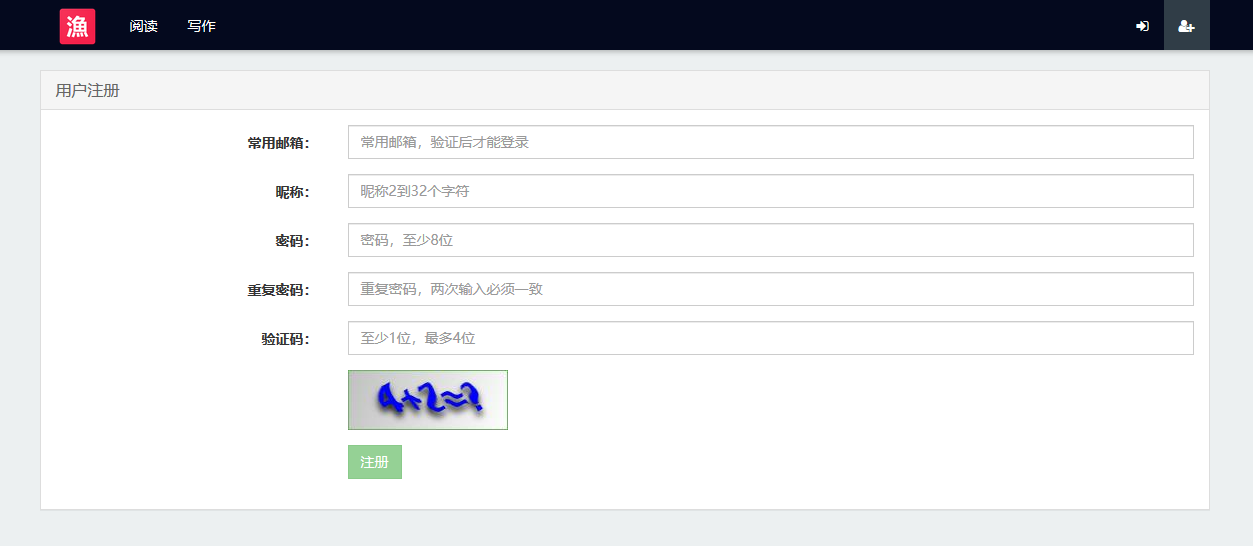 漁 阅读 写作
用户注册
常用邮箱： 常用邮箱，验证后才能登录
昵称： 昵称2到32个字符
密码： 密码，至少8位
重复密码： 重复密码，两次输入必须一致
验证码： 至少1位，最多4位
4+2=?
注册